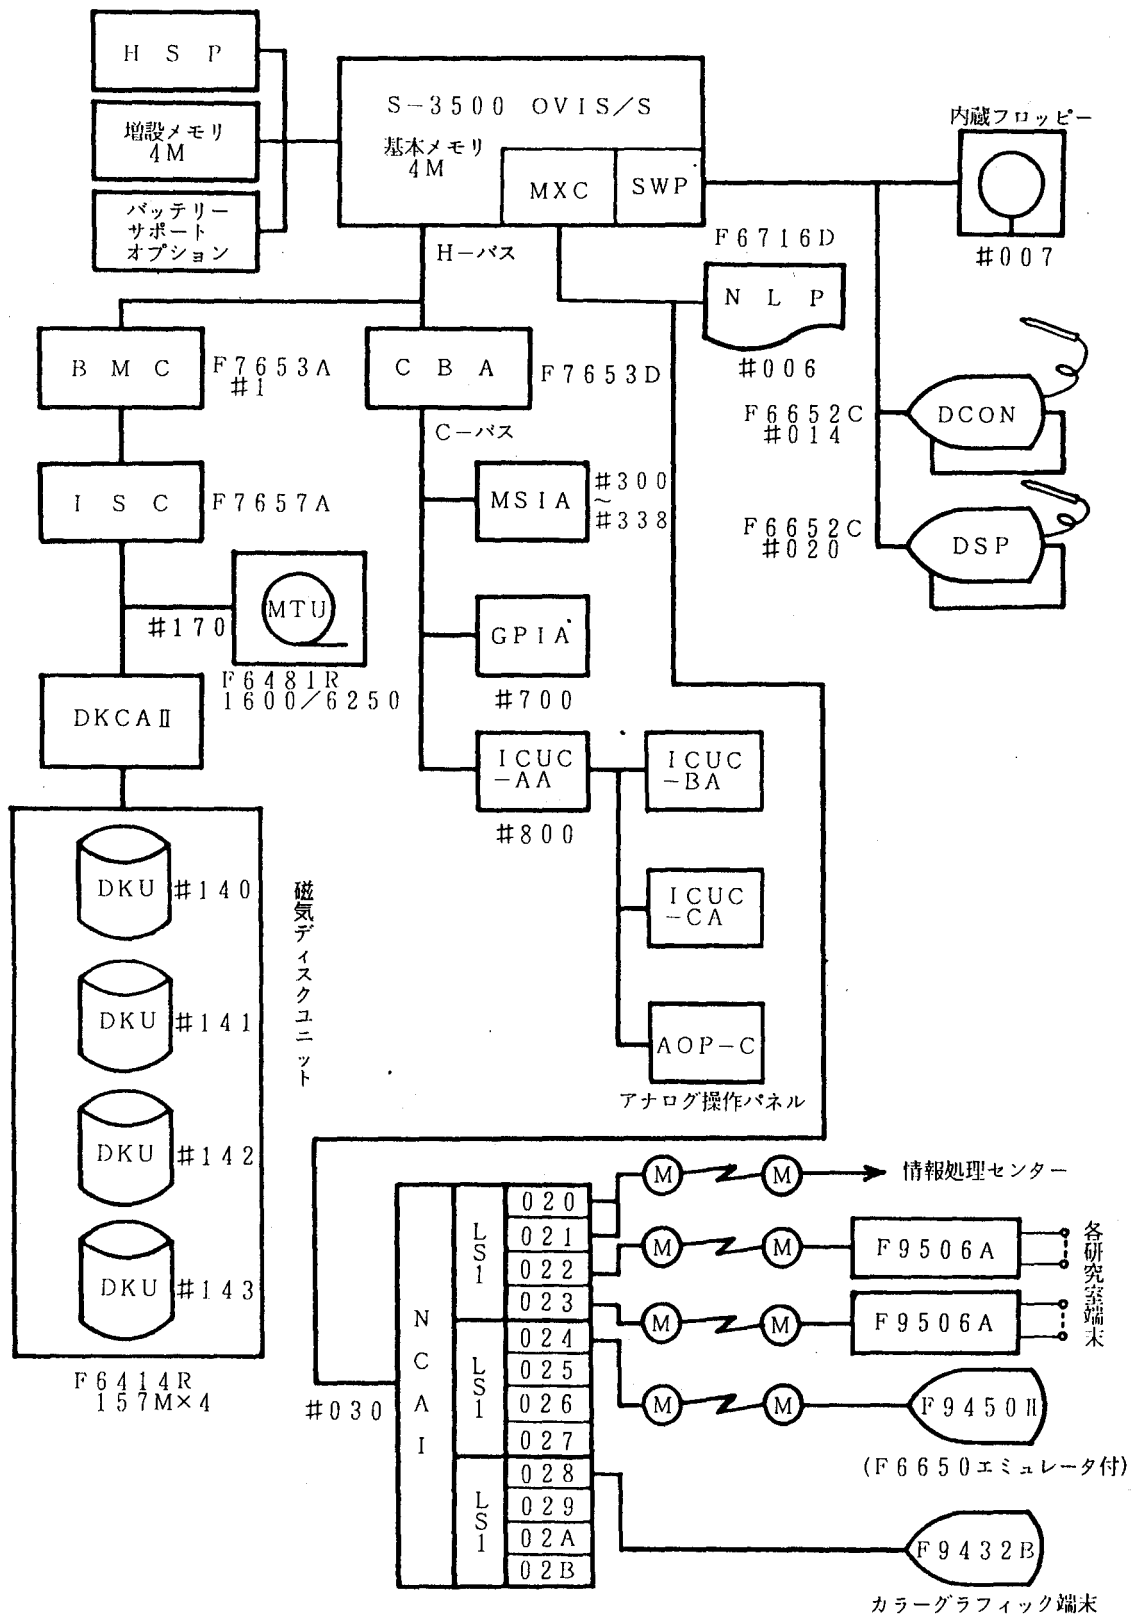 HSP
増設メモリ
4M
バッテリー
サポート
オプション
S-3500 OVIS/S
基本メモリ
4M
MXC
SWP
内蔵フロッピー
#007
H-バス
F6716D
NLP
#006
BMC
F7653A
#1
CBA
F7653D
C-バス
F6652C
#014
DCON
F6652C
#020
DSP
ISC
F7657A
MSIA
#300
~
#338
MTU
#170
F6481R
1600/6250
GPIA
#700
DKCAⅡ
ICUC
-AA
#800
ICUC
-BA
ICUC
-CA
AOP-C
アナログ操作パネル
DKU
#140
DKU
#141
DKU
#142
DKU
#143
磁気ディスクユニット
F6414R
157M×4
#030
NCAI
LS1
020
021
022
023
LS1
024
025
026
027
LS1
028
029
02A
02B
M
M
情報処理センター
M
M
F9506A
M
M
F9506A
各研究室端末
M
M
F9450Ⅱ
(F6650エミュレータ付)
F9432B
カラーグラフィック端末